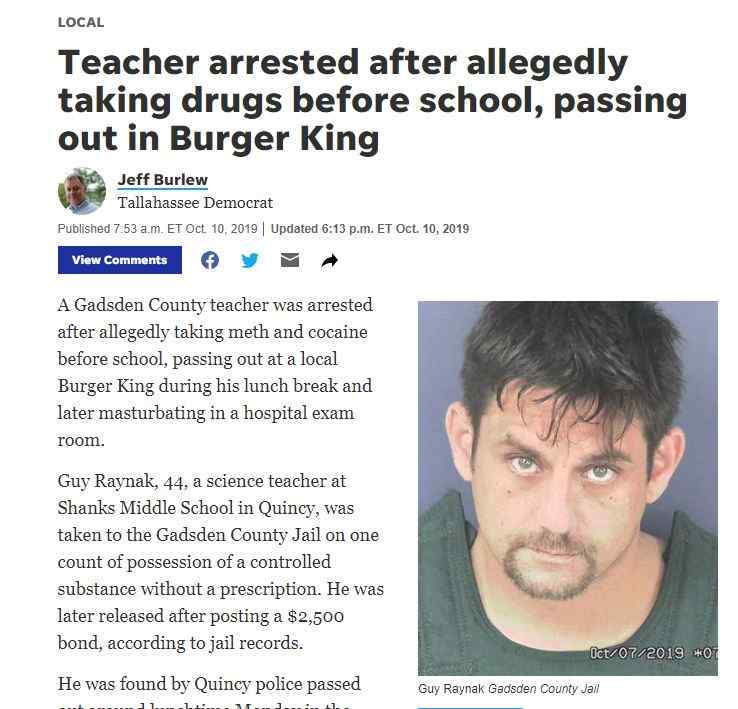 LOCAL
Teacher arrested after allegedly
taking drugs before school, passing
out in Burger King
Jeff Burlew
Tallahassee Democrat
Published 7:53 a.m. ET Oct. 10, 2019 | Updated 6:13 p.m. ET Oct. 10, 2019
View Comments
A Gadsden County teacher was arrested
after allegedly taking meth and cocaine
before school, passing out at a local
Burger King during his lunch break and
later masturbating in a hospital exam
room.
Guy Raynak, 44, a science teacher at
Shanks Middle School in Quincy, was
taken to the Gadsden County Jail on one
count of possession of a controlled
substance without a prescription. He was
later released after posting a $2,500
bond, according to jail records.
He was found by Quincy police passed
Oct/07/2019 *07
Guy Raynak Gadsden County Jail